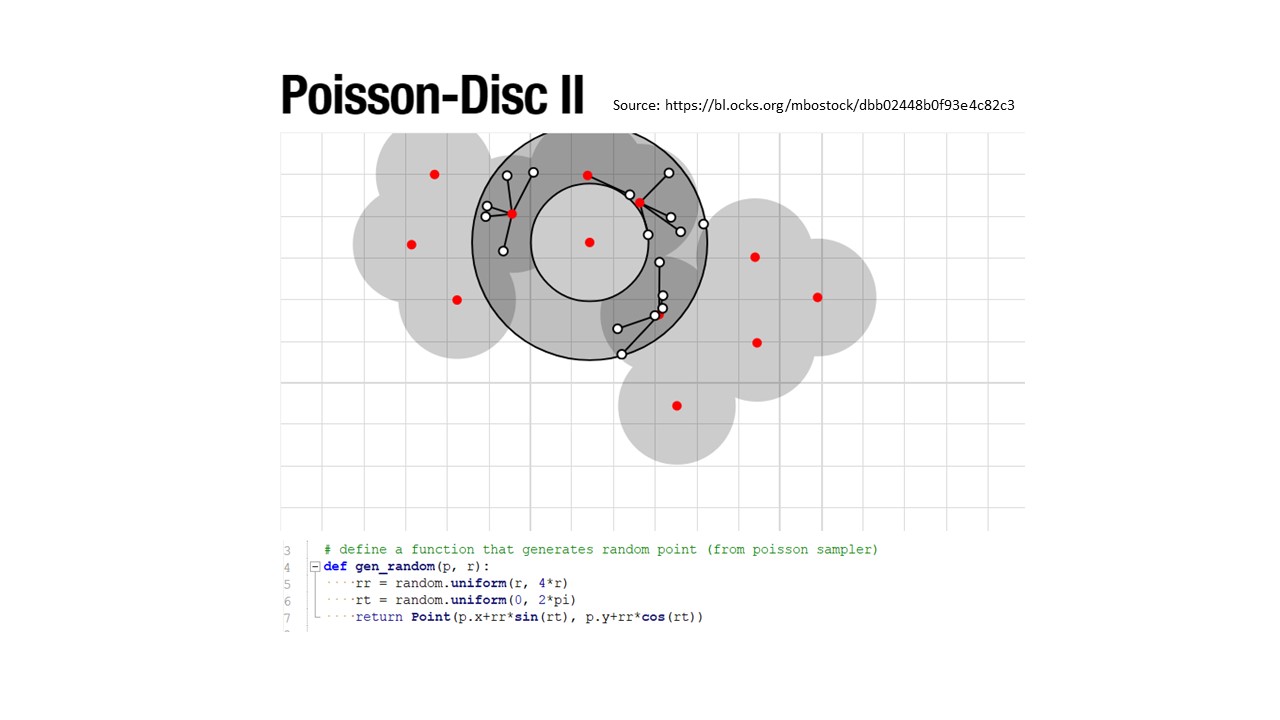 Poisson-Disc II
Source: https://bl.ocks.org/mbostock/dbb02448b0f93e4c82c3
3 # define a function that generates random point (from poisson sampler)
4 def gen_random(p, r):
5 ····rr = random.uniform(r, 4*r)
6 ····rt = random.uniform(0, 2*pi)
7 ····return Point(p.x+rr*sin(rt), p.y+rr*cos(rt))